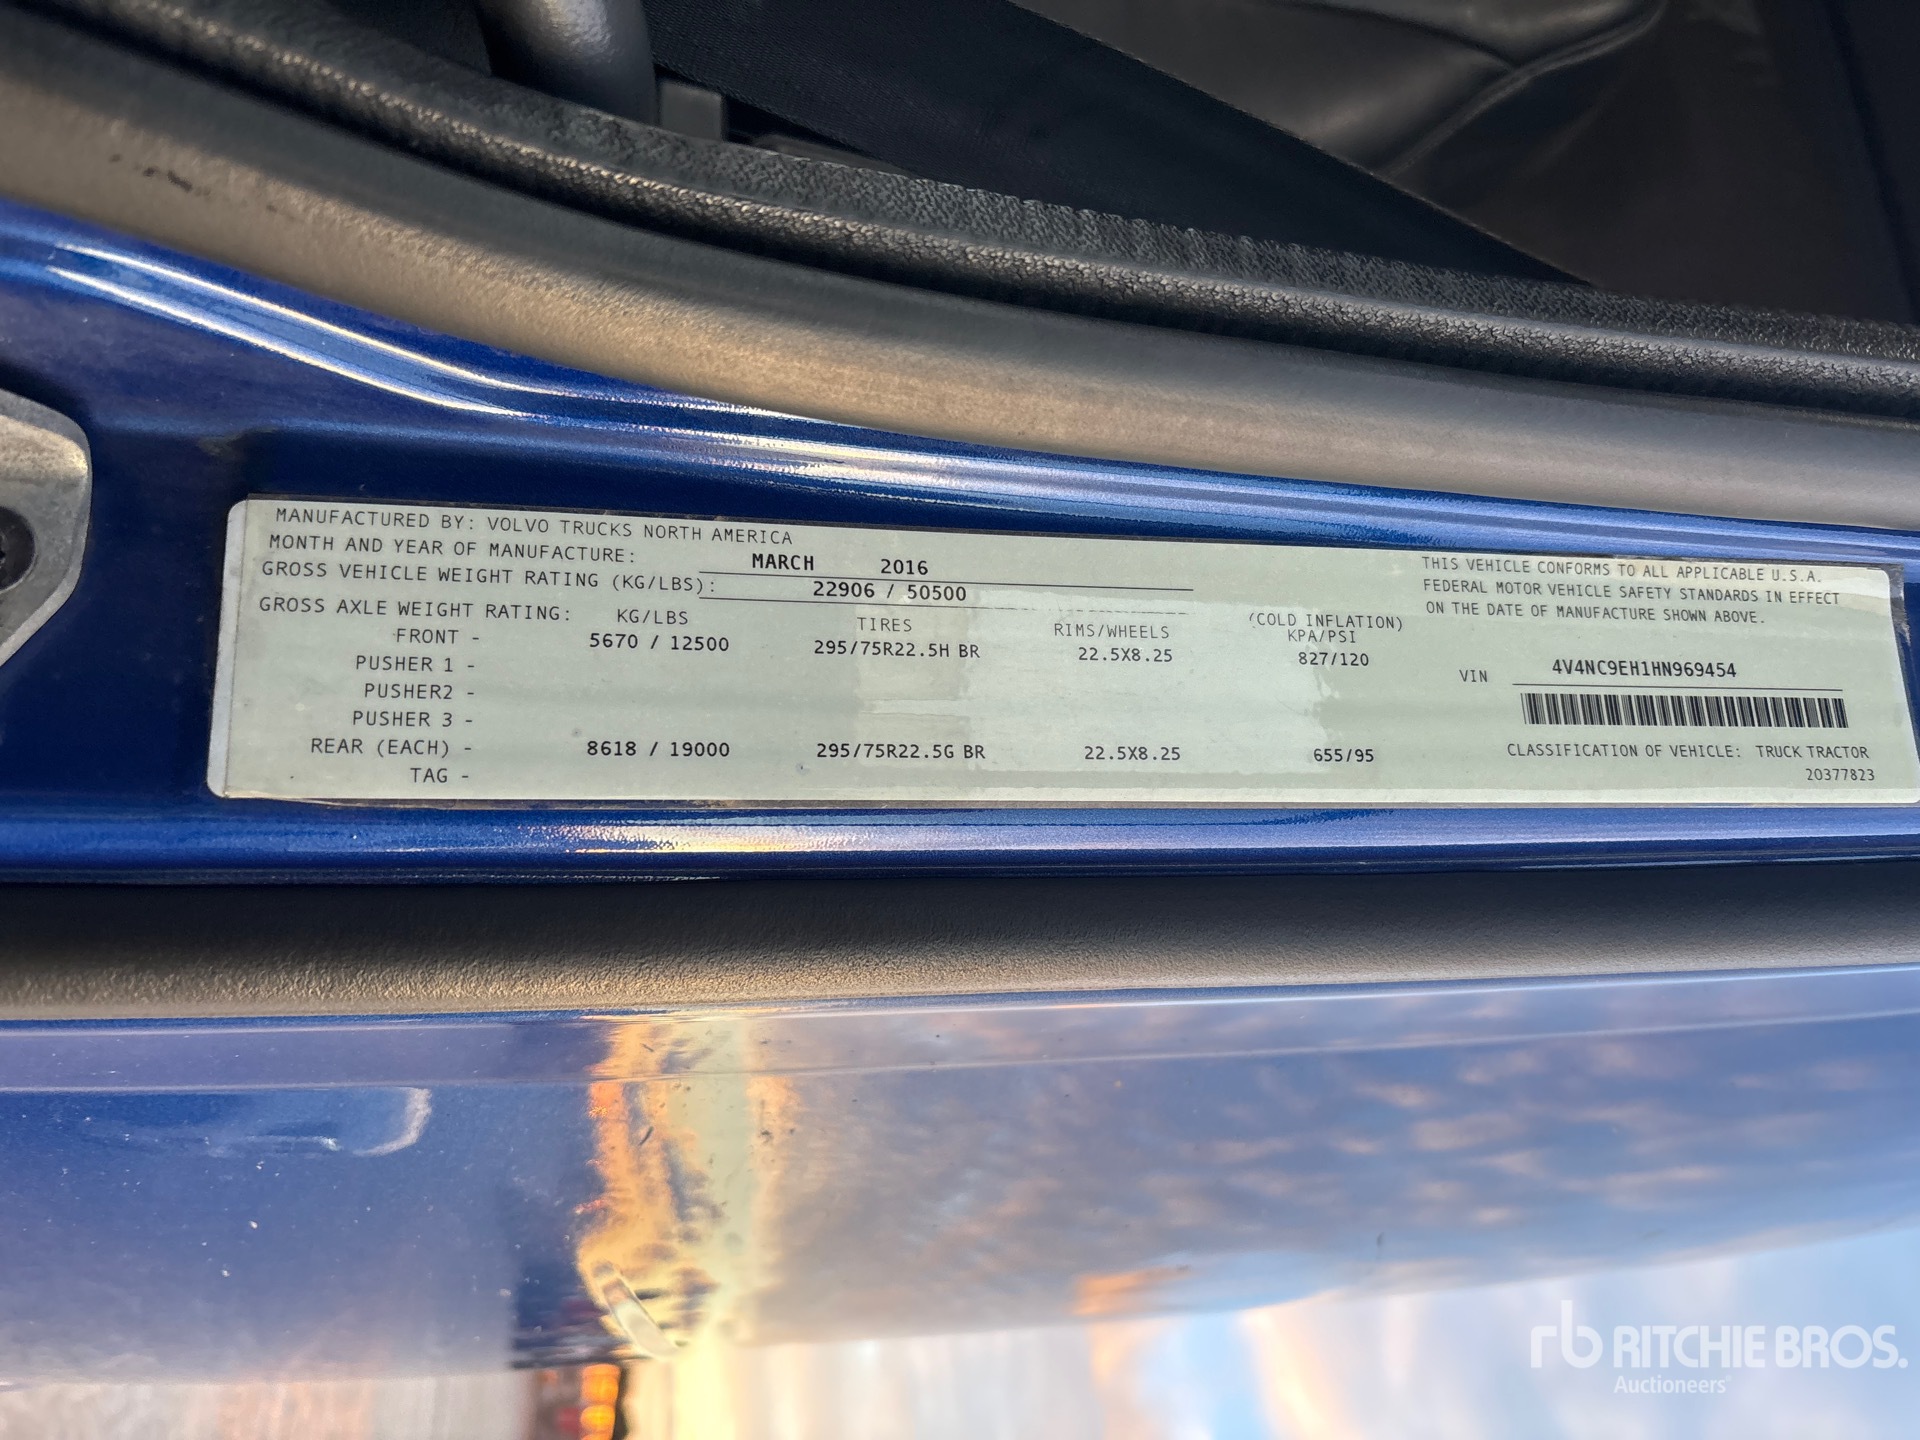 MANUFACTURED BY: VOLVO TRUCKS NORTH AMERICA
MONTH AND YEAR OF MANUFACTURE: MARCH 2016
GROSS VEHICLE WEIGHT RATING (KG/LBS): 22906 / 50500
GROSS AXLE WEIGHT RATING: KG/LBS TIRES RIMS/WHEELS (COLD INFLATION) KPA/PSI
FRONT - 5670 / 12500 295/75R22.5H BR 22.5X8.25 827/120
PUSHER 1 -
PUSHER2 -
PUSHER 3 -
REAR (EACH) - 8618 / 19000 295/75R22.5G BR 22.5X8.25 655/95
TAG -
THIS VEHICLE CONFORMS TO ALL APPLICABLE U.S.A.
FEDERAL MOTOR VEHICLE SAFETY STANDARDS IN EFFECT
ON THE DATE OF MANUFACTURE SHOWN ABOVE.
VIN 4V4NC9EH1HN969454
CLASSIFICATION OF VEHICLE: TRUCK TRACTOR
20377823
rb RITCHIE BROS.
Auctioneers